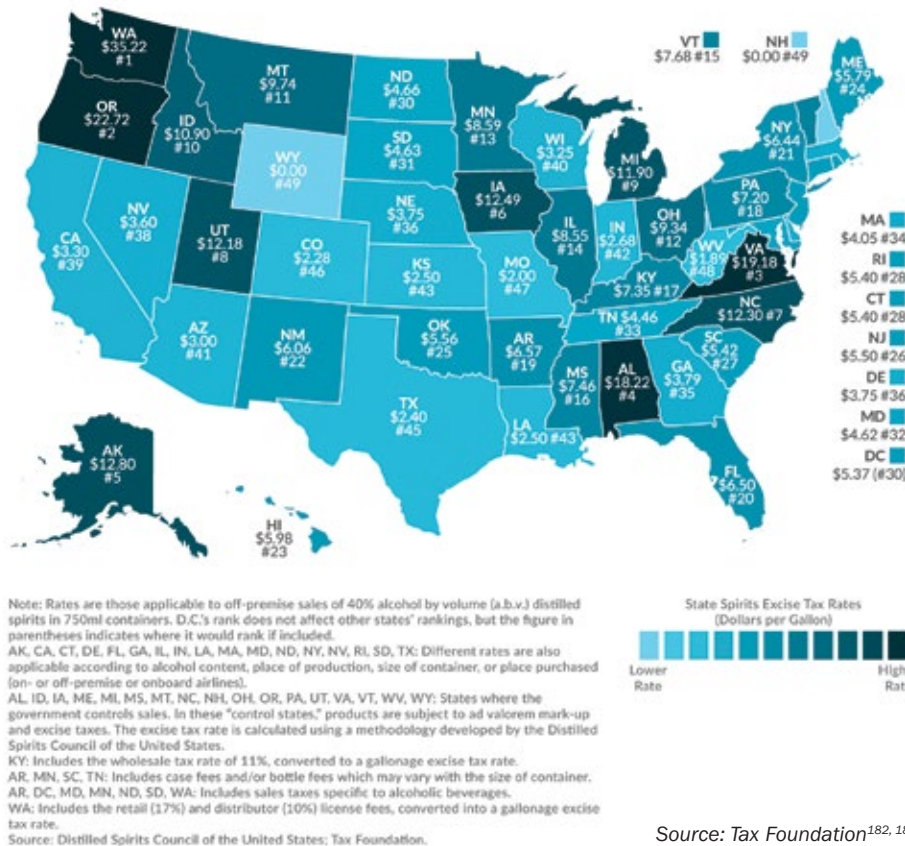 WA
$35.22
#1
OR
$22.72
#2
MT
$9.74
#11
ID
$10.90
#10
WY
$0.00
#49
ND
$4.66
#30
SD
$4.63
#31
MN
$8.59
#13
WI
$3.25
#40
MI
$11.90
#9
VT
$7.68 #15
NH
$0.00 #49
ME
$5.79
#24
NY
$6.44
#21
CA
$3.30
#39
NV
$3.60
#38
UT
$12.18
#8
CO
$2.28
#46
NE
$3.75
#36
KS
$2.50
#43
IA
$12.49
#6
MO
$2.00
#47
IL
$8.55
#14
IN
$2.68
#42
OH
$9.34
#12
PA
$7.20
#18
WV
$1.89
#48
VA
$19.18
#3
KY
$7.35 #17
NC
$12.30 #7
TN $4.46
#33
SC
$5.42
#27
AZ
$3.00
#41
NM
$6.06
#22
OK
$5.56
#25
AR
$6.57
#19
TX
$2.40
#45
LA
$2.50 #43
MS
$7.46
#16
AL
$18.22
#4
GA
$3.79
#35
FL
$6.50
#20
MA
$4.05 #34
RI
$5.40 #28
CT
$5.40 #28
NJ
$5.50 #26
DE
$3.75 #36
MD
$4.62 #32
DC
$5.37 (#30)
AK
$12.80
#5
HI
$5.98
#23
Note: Rates are those applicable to off-premise sales of 40% alcohol by volume (a.b.v.) distilled
spirits in 750ml containers. D.C.'s rank does not affect other states' rankings, but the figure in
parentheses indicates where it would rank if included.
AK, CA, CT, DE, FL, GA, IL, IN, LA, MA, MD, ND, NY, NV, RI, SD, TX: Different rates are also
applicable according to alcohol content, place of production, size of container, or place purchased
(on- or off-premise or onboard airlines).
AL, ID, IA, ME, MI, MS, MT, NC, NH, OH, OR, PA, UT, VA, VT, WV, WY: States where the
government controls sales. In these "control states," products are subject to ad valorem mark-up
and excise taxes. The excise tax rate is calculated using a methodology developed by the Distilled
Spirits Council of the United States.
KY: Includes the wholesale tax rate of 11%, converted to a gallonage excise tax rate.
AR, MN, SC, TN: Includes case fees and/or bottle fees which may vary with the size of container.
AR, DC, MD, MN, ND, SD, WA: Includes sales taxes specific to alcoholic beverages.
WA: Includes the retail (17%) and distributor (10%) license fees, converted into a gallonage excise
tax rate.
Source: Distilled Spirits Council of the United States; Tax Foundation.
State Spirits Excise Tax Rates
(Dollars per Gallon)
Lower
Rate
High
Rat
Source: Tax Foundation182, 18